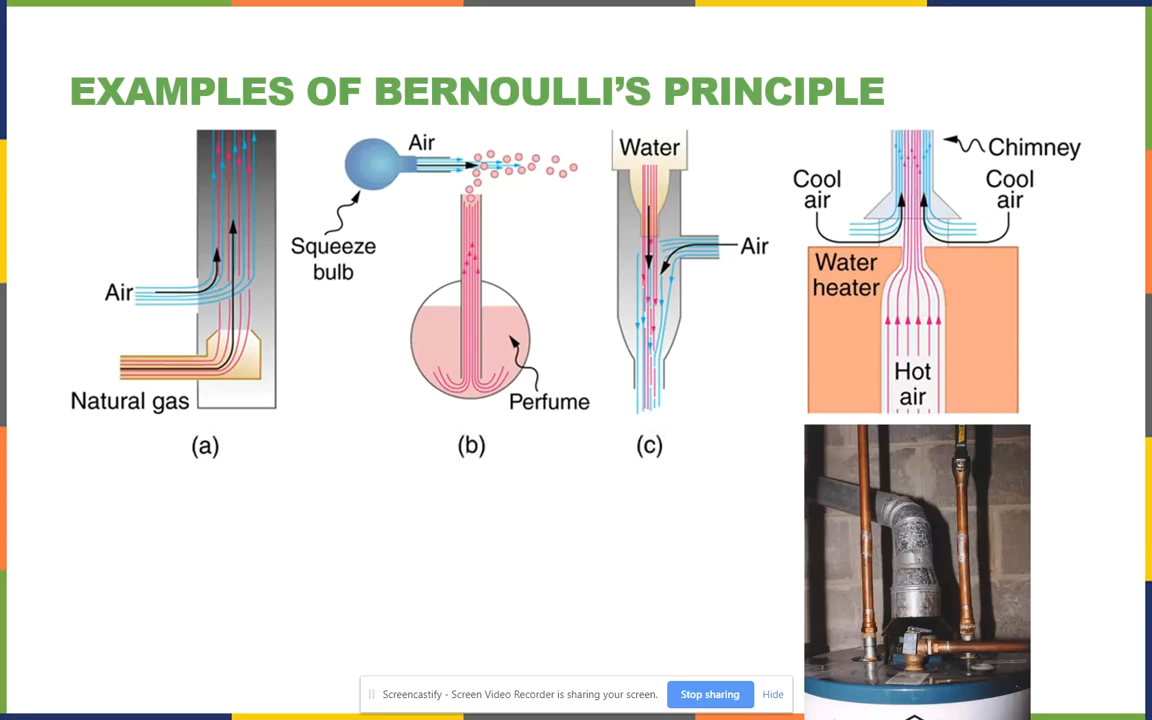 EXAMPLES OF BERNOULLI'S PRINCIPLE
Air
Natural gas
(a)
Air
Squeeze
bulb
Perfume
(b)
Water
Air
(c)
Chimney
Cool
air
Cool
air
Water
heater
Hot
air
Screencastify - Screen Video Recorder is sharing your screen.
Stop sharing
Hide